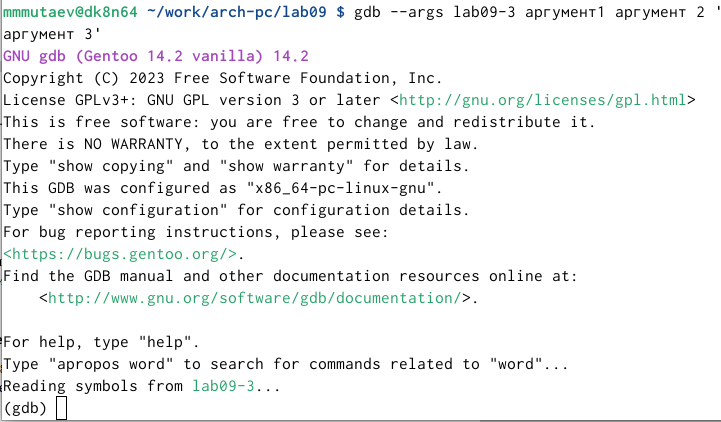 mmmutaev@dk8n64 ~/work/arch-pc/lab09 $ gdb --args lab09-3 аргумент1 аргумент 2 '
аргумент 3'
GNU gdb (Gentoo 14.2 vanilla) 14.2
Copyright (C) 2023 Free Software Foundation, Inc.
License GPLv3+: GNU GPL version 3 or later <http://gnu.org/licenses/gpl.html>
This is free software: you are free to change and redistribute it.
There is NO WARRANTY, to the extent permitted by law.
Type "show copying" and "show warranty" for details.
This GDB was configured as "x86_64-pc-linux-gnu".
Type "show configuration" for configuration details.
For bug reporting instructions, please see:
<https://bugs.gentoo.org/>.
Find the GDB manual and other documentation resources online at:
    <http://www.gnu.org/software/gdb/documentation/>.

For help, type "help".
Type "apropos word" to search for commands related to "word"...
Reading symbols from lab09-3...
(gdb)